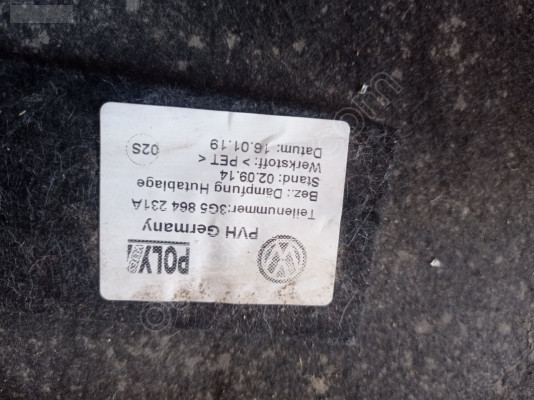 POLY
PVH Germany
Teilenummer:3G5 864 231A
Bez.: Dämpfung Hutablage
Stand: 02.09.14
Werkstoff: > PET <
Datum: 16.01.19
02S